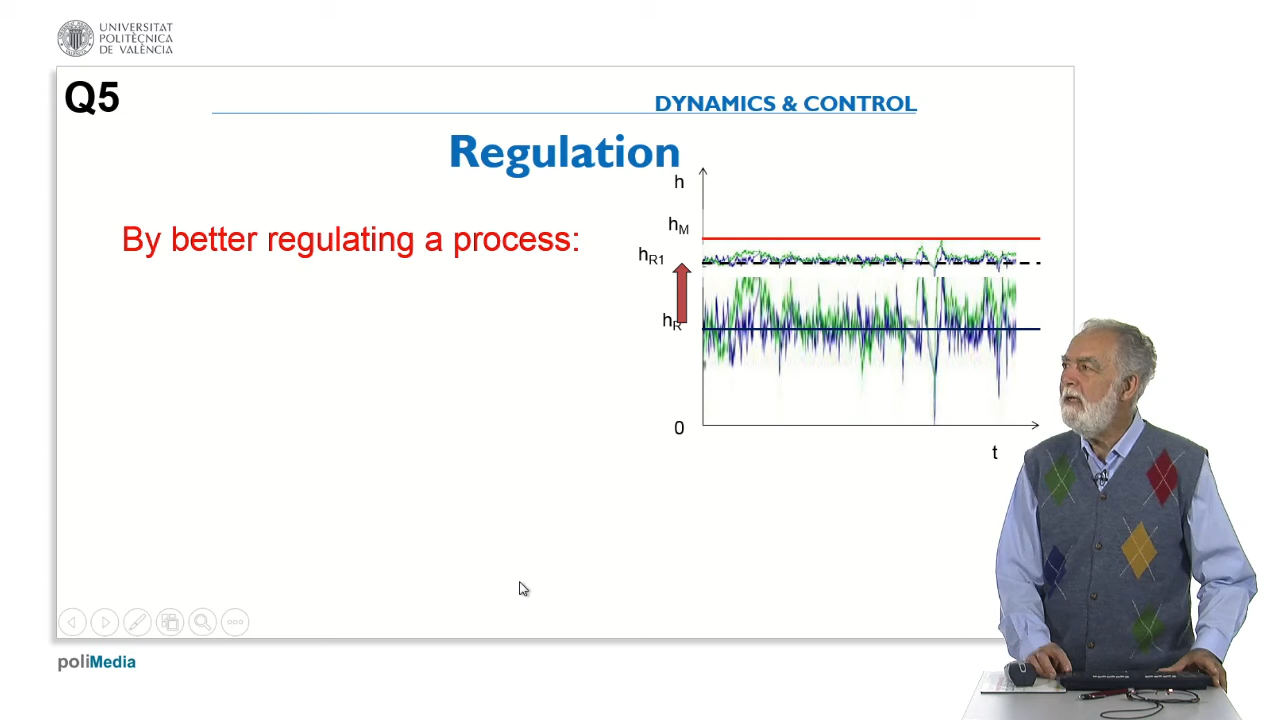 UNIVERSITAT
POLITÈCNICA
DE VALÈNCIA
Q5
DYNAMICS & CONTROL
Regulation
By better regulating a process:
h
hM
hR1
hR
0
t
poliMedia